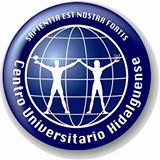 SAPIENTIA EST NOSTRA FORTIS
Centro Universitario Hidalguense